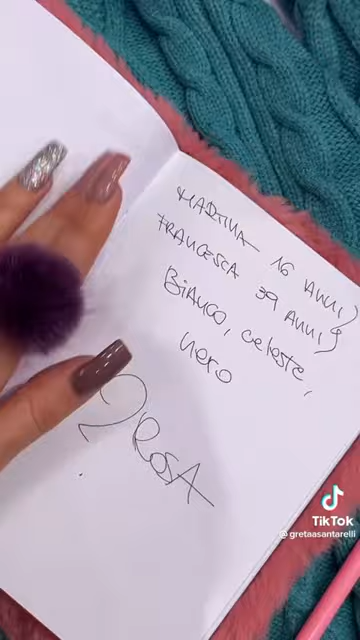 MARTINA 16 ANNI}
FRANCESCA 39 ANNI}
BiANCO, celeste,
nero
2 RosA
TikTok
@gretaasantarelli